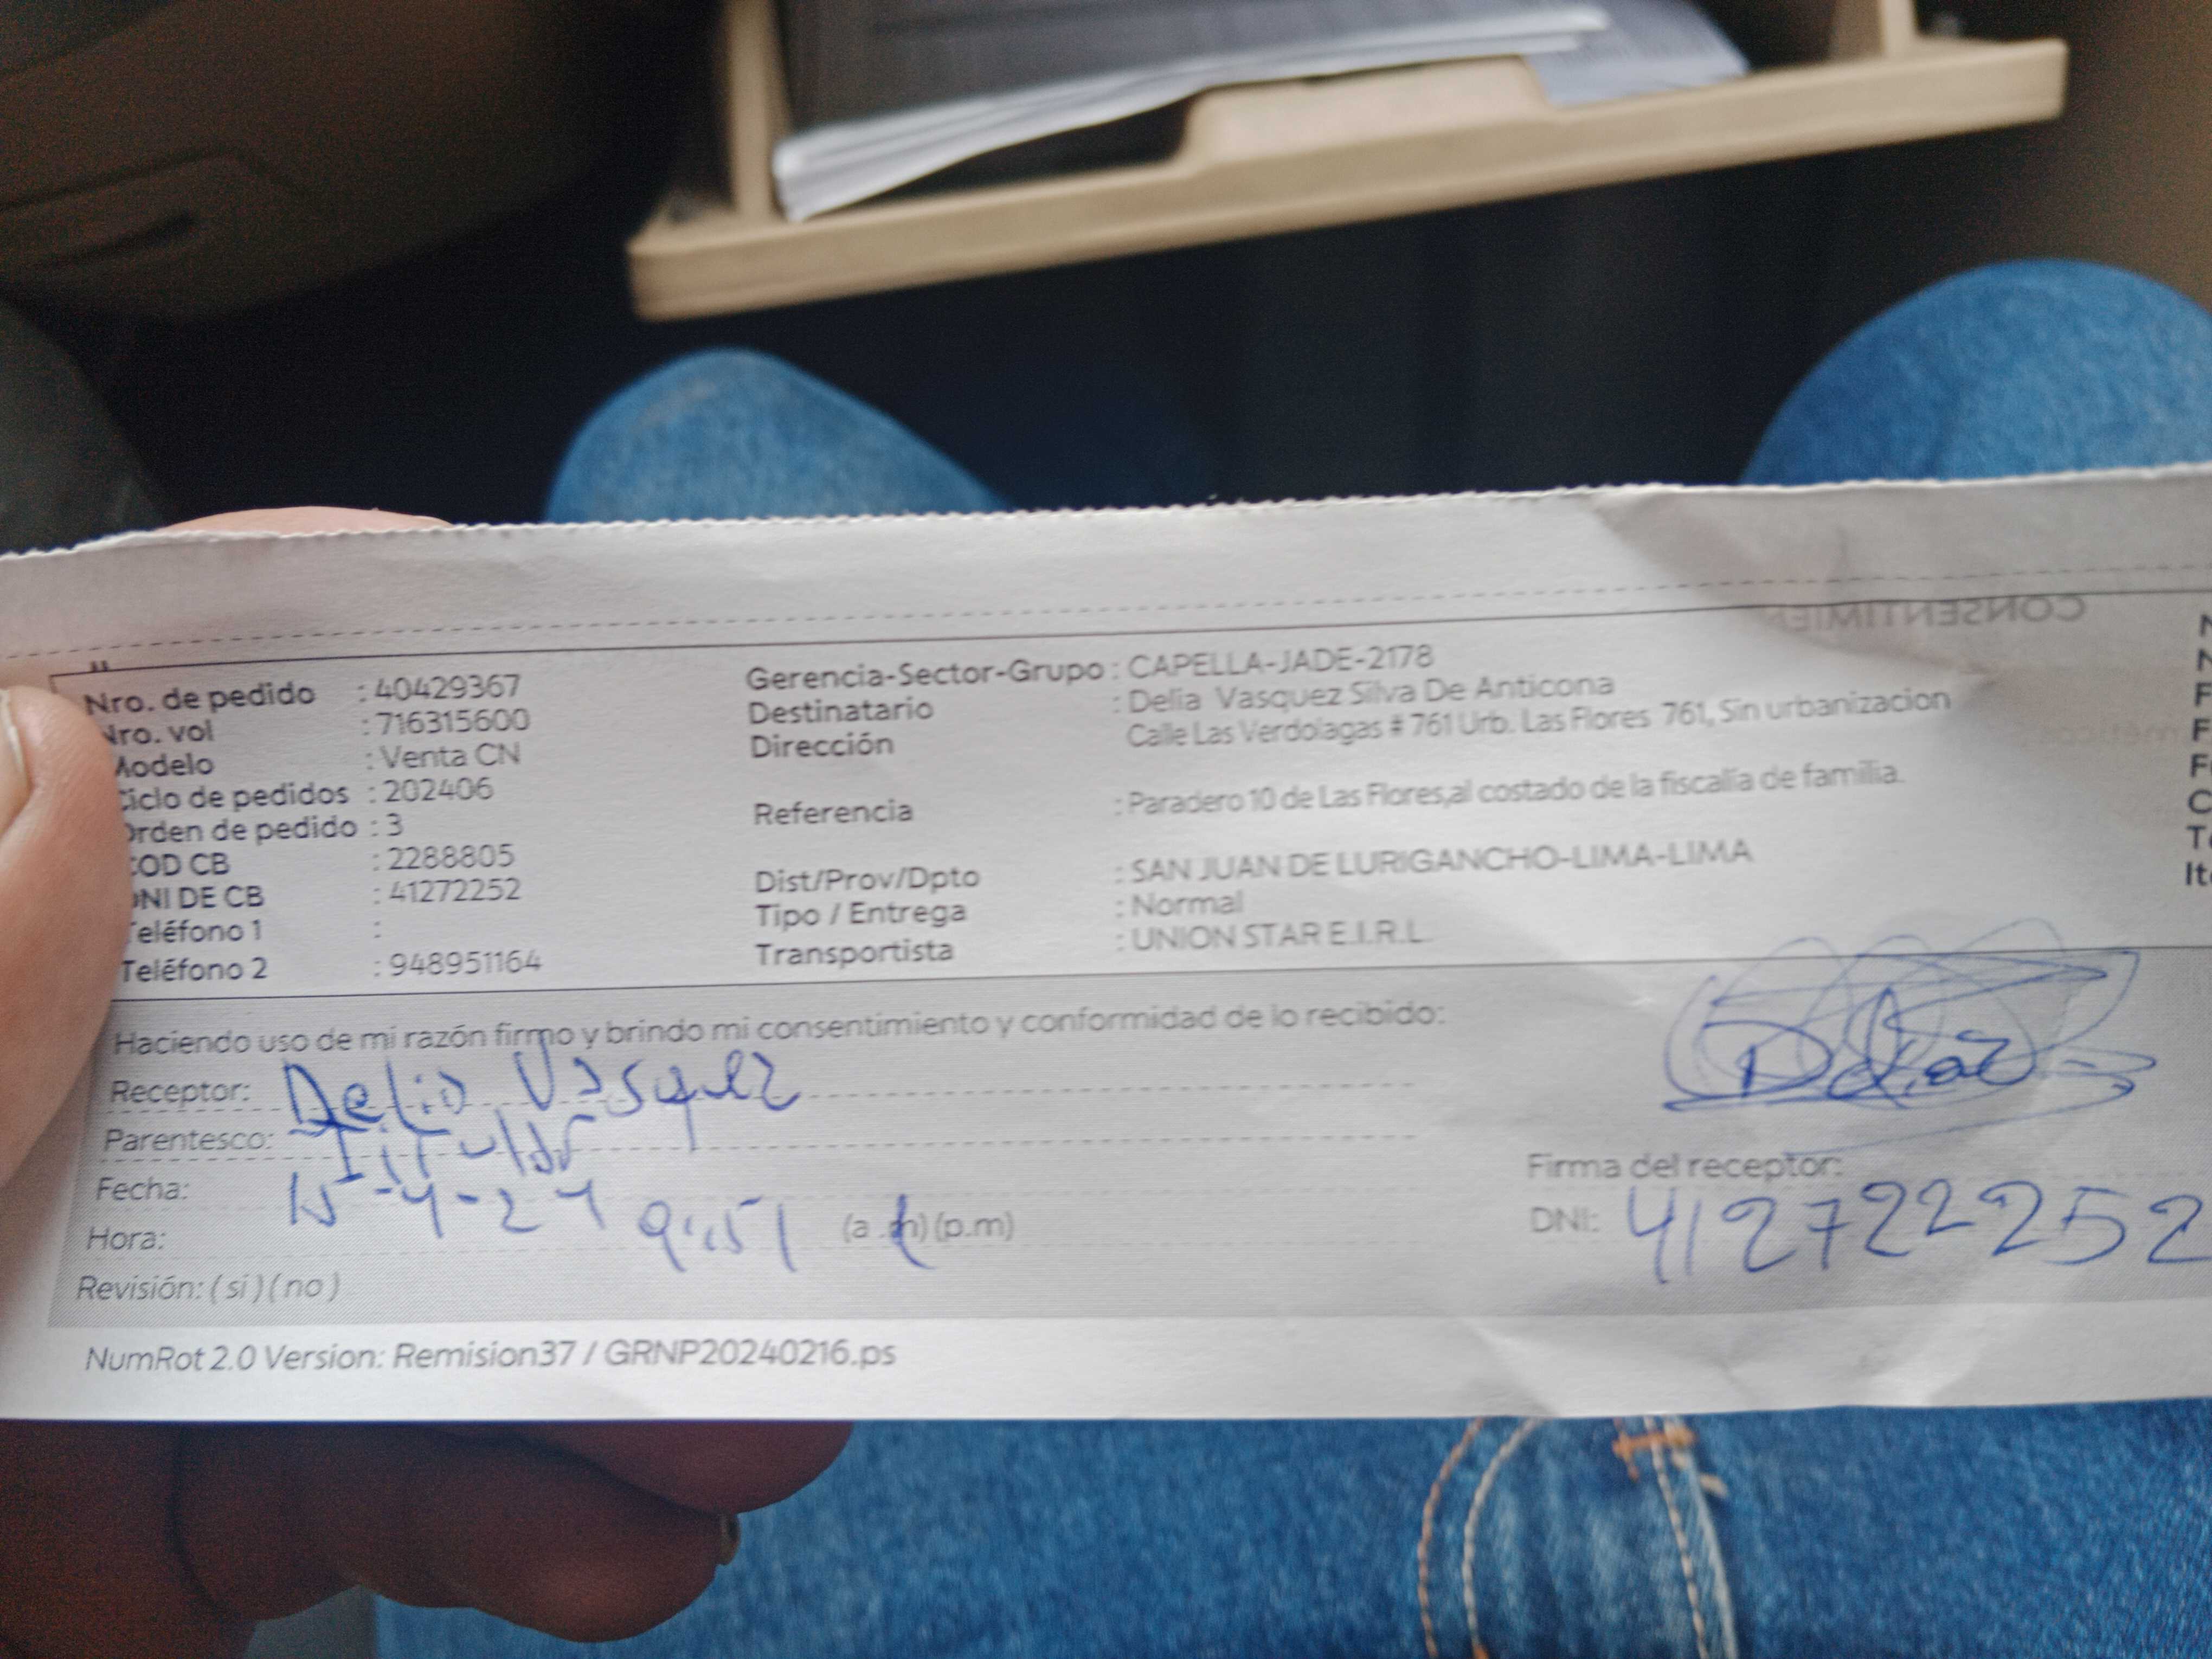 CONSENTIMIEN
Nro. de pedido : 40429367
Nro. vol : 716315600
Modelo : Venta CN
Ciclo de pedidos : 202406
Orden de pedido : 3
COD CB : 2288805
DNI DE CB : 41272252
Teléfono 1 :
Teléfono 2 : 948951164
Gerencia-Sector-Grupo : CAPELLA-JADE-2178
Destinatario : Delia Vasquez Silva De Anticona
Dirección Calle Las Verdolagas # 761 Urb. Las Flores 761, Sin urbanizacion
Referencia : Paradero 10 de Las Flores,al costado de la fiscalía de familia.
Dist/Prov/Dpto : SAN JUAN DE LURIGANCHO-LIMA-LIMA
Tipo / Entrega : Normal
Transportista : UNION STAR E.I.R.L.
Haciendo uso de mi razón firmo y brindo mi consentimiento y conformidad de lo recibido:
Receptor: Delia Vasquez
Parentesco: Titular
Fecha: 15-4-24
Hora: 9:51 (a.m) (p.m)
Revisión: (si) (no)
Firma del receptor:
DNI: 412722252
NumRot 2.0 Version: Remision37 / GRNP20240216.ps